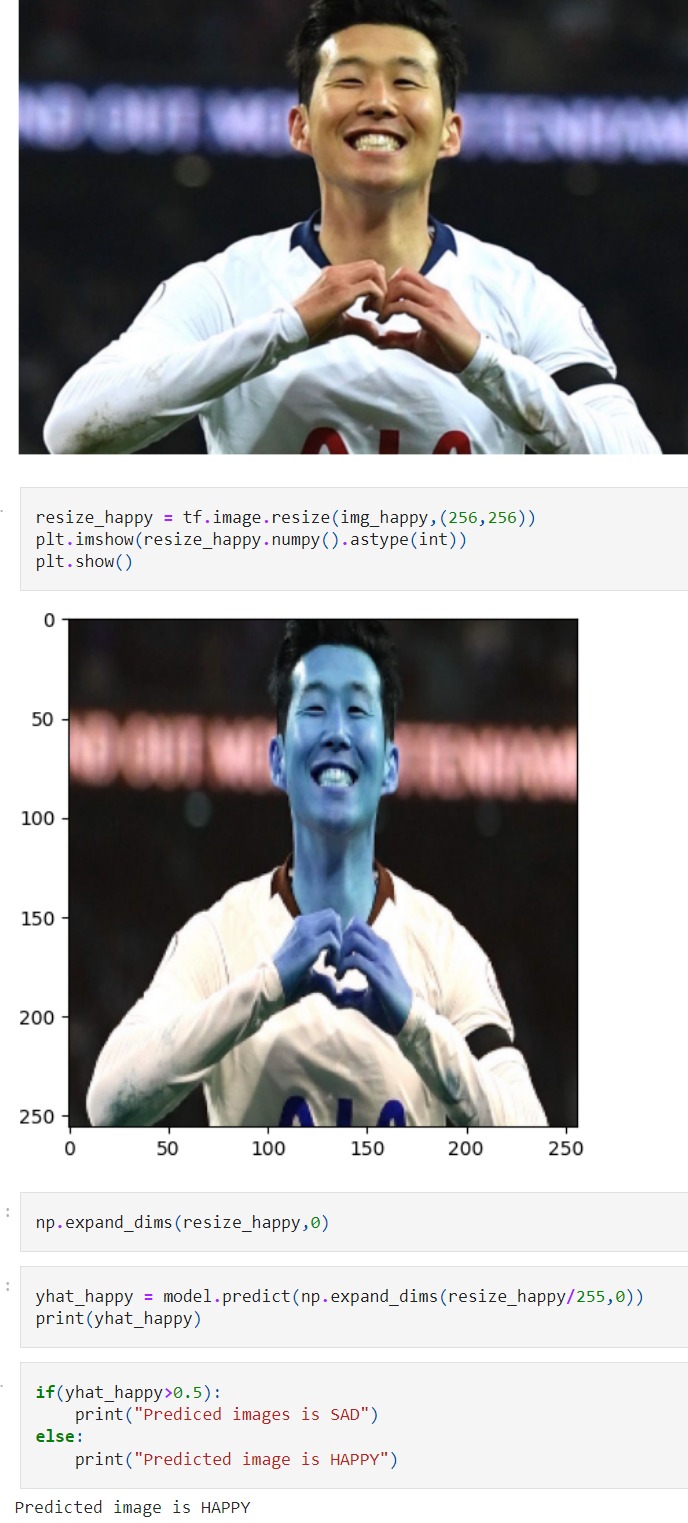 AIA
resize_happy = tf.image.resize(img_happy,(256,256))
plt.imshow(resize_happy.numpy().astype(int))
plt.show()
0
50
100
150
200
250
0 50 100 150 200 250
np.expand_dims(resize_happy,0)
yhat_happy = model.predict(np.expand_dims(resize_happy/255,0))
print(yhat_happy)
if(yhat_happy>0.5):
    print("Prediced images is SAD")
else:
    print("Predicted image is HAPPY")
Predicted image is HAPPY